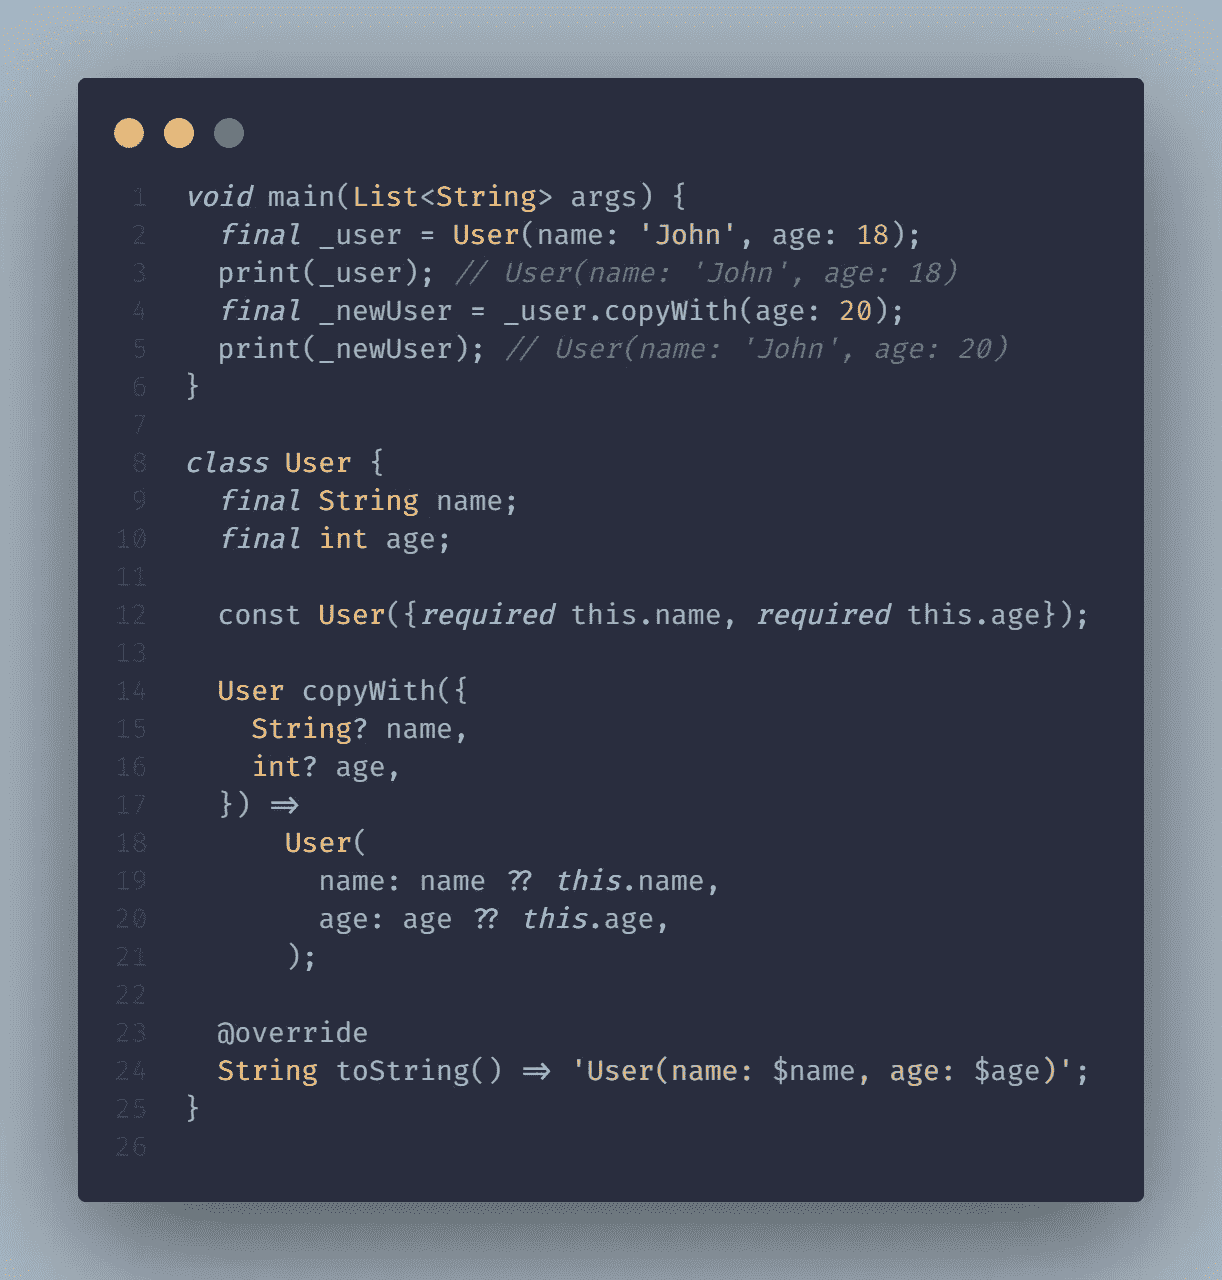 1 void main(List<String> args) {
2   final _user = User(name: 'John', age: 18);
3   print(_user); // User(name: 'John', age: 18)
4   final _newUser = _user.copyWith(age: 20);
5   print(_newUser); // User(name: 'John', age: 20)
6 }
7
8 class User {
9   final String name;
10   final int age;
11
12   const User({required this.name, required this.age});
13
14   User copyWith({
15     String? name,
16     int? age,
17   }) =>
18       User(
19         name: name ?? this.name,
20         age: age ?? this.age,
21       );
22
23   @override
24   String toString() => 'User(name: $name, age: $age)';
25 }
26